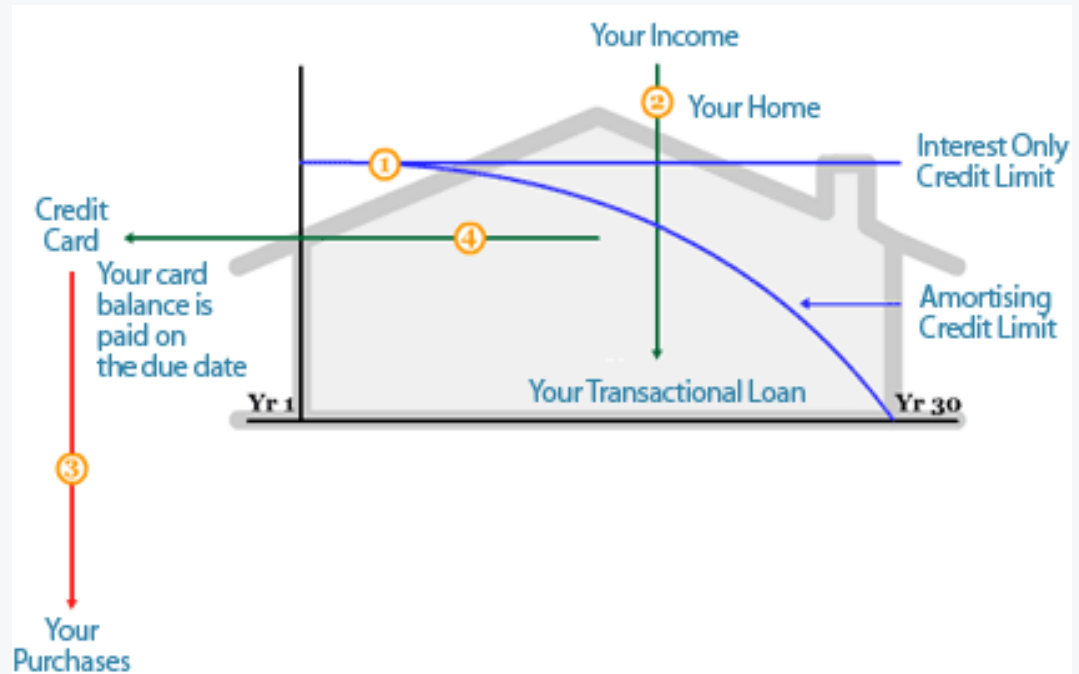 Your Income
2
Your Home
1
Interest Only
Credit Limit
Credit
Card
4
Your card
balance is
paid on
the due date
Amortising
Credit Limit
Your Transactional Loan
Yr 1
Yr 30
3
Your
Purchases